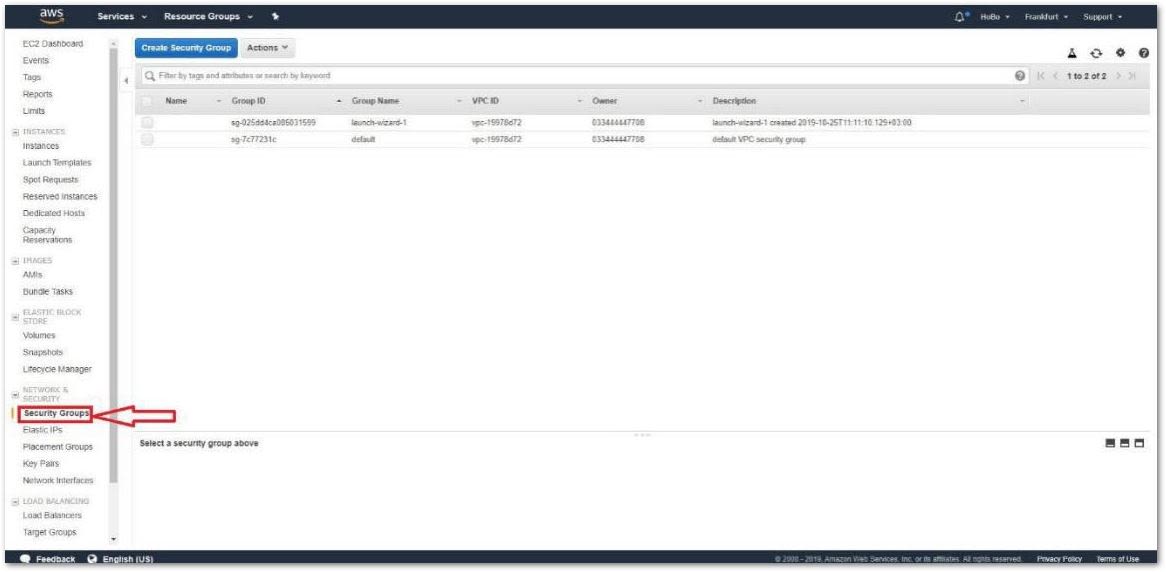 aws Services Resource Groups HoBo Frankfurt Support
EC2 Dashboard
Events
Tags
Reports
Limits
INSTANCES
Instances
Launch Templates
Spot Requests
Reserved Instances
Dedicated Hosts
Capacity
Reservations
IMAGES
AMIs
Bundle Tasks
ELASTIC BLOCK
STORE
Volumes
Snapshots
Lifecycle Manager
NETWORK &
SECURITY
Security Groups
Elastic IPs
Placement Groups
Key Pairs
Network Interfaces
LOAD BALANCING
Load Balancers
Target Groups
Create Security Group Actions
Filter by tags and attributes or search by keyword 1 to 2 of 2
Name Group ID Group Name VPC ID Owner Description
sg-025dd4ca085031599 launch-wizard-1 vpc-19978d72 033444447708 launch-wizard-1 created 2019-10-25T11:11:10.129+03:00
sg-7c77231c default vpc-19978d72 033444447708 default VPC security group
Select a security group above
Feedback English (US) © 2008 - 2019, Amazon Web Services, Inc. or its affiliates. All rights reserved. Privacy Policy Terms of Use